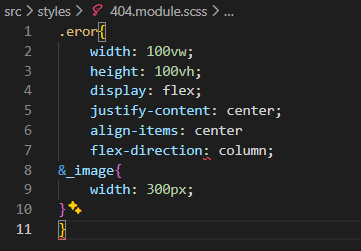 src > styles > 404.module.scss > ...
1 .eror{
2 width: 100vw;
3 height: 100vh;
4 display: flex;
5 justify-content: center;
6 align-items: center
7 flex-direction: column;
8 &_image{
9 width: 300px;
10 }
11 }